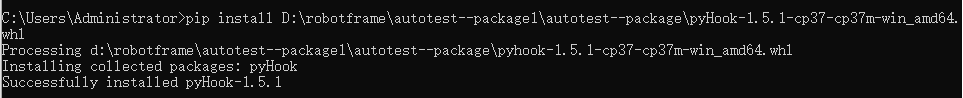 C:\Users\Administrator>pip install D:\robotframe\autotest--package1\autotest--package\pyHook-1.5.1-cp37-cp37m-win_amd64.
whl
Processing d:\robotframe\autotest--package1\autotest--package\pyhook-1.5.1-cp37-cp37m-win_amd64.whl
Installing collected packages: pyHook
Successfully installed pyHook-1.5.1